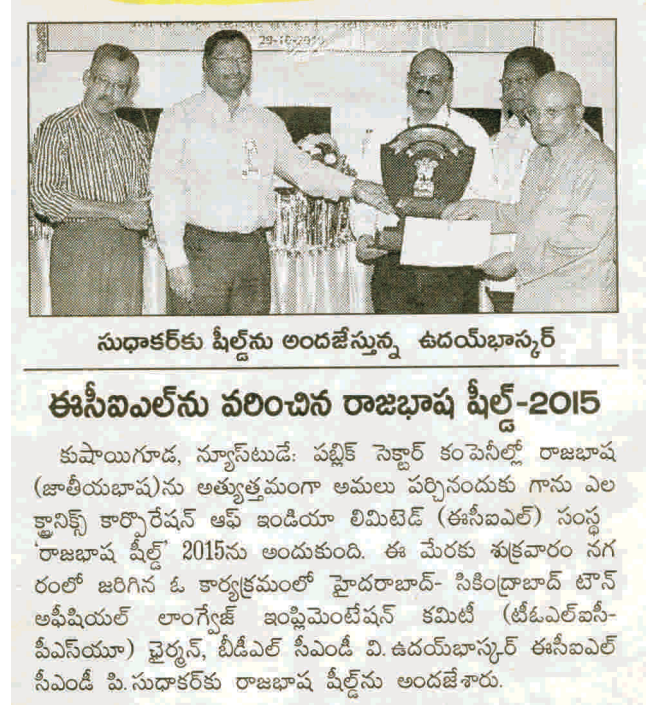 సుధాకర్‌కు షీల్డ్‌ను అందజేస్తున్న ఉదయ్‌భాస్కర్
ఈసీఐఎల్‌ను వరించిన రాజభాష షీల్డ్-2015
కుషాయిగూడ, న్యూస్‌టుడే: పబ్లిక్ సెక్టార్ కంపెనీల్లో రాజభాష
(జాతీయభాష)ను అత్యుత్తమంగా అమలు పర్చినందుకు గాను ఎల
క్ట్రానిక్స్ కార్పొరేషన్ ఆఫ్ ఇండియా లిమిటెడ్ (ఈసీఐఎల్) సంస్థ
'రాజభాష షీల్డ్' 2015ను అందుకుంది. ఈ మేరకు శుక్రవారం నగ
రంలో జరిగిన ఓ కార్యక్రమంలో హైదరాబాద్- సికింద్రాబాద్ టౌన్
అఫీషియల్ లాంగ్వేజ్ ఇంప్లిమెంటేషన్ కమిటీ (టీఓఎల్ఐసీ-
పీఎస్‌యూ) ఛైర్మన్, బీడీఎల్ సీఎండీ వి.ఉదయ్‌భాస్కర్ ఈసీఐఎల్
సీఎండీ పి.సుధాకర్‌కు రాజభాష షీల్డ్‌ను అందజేశారు.